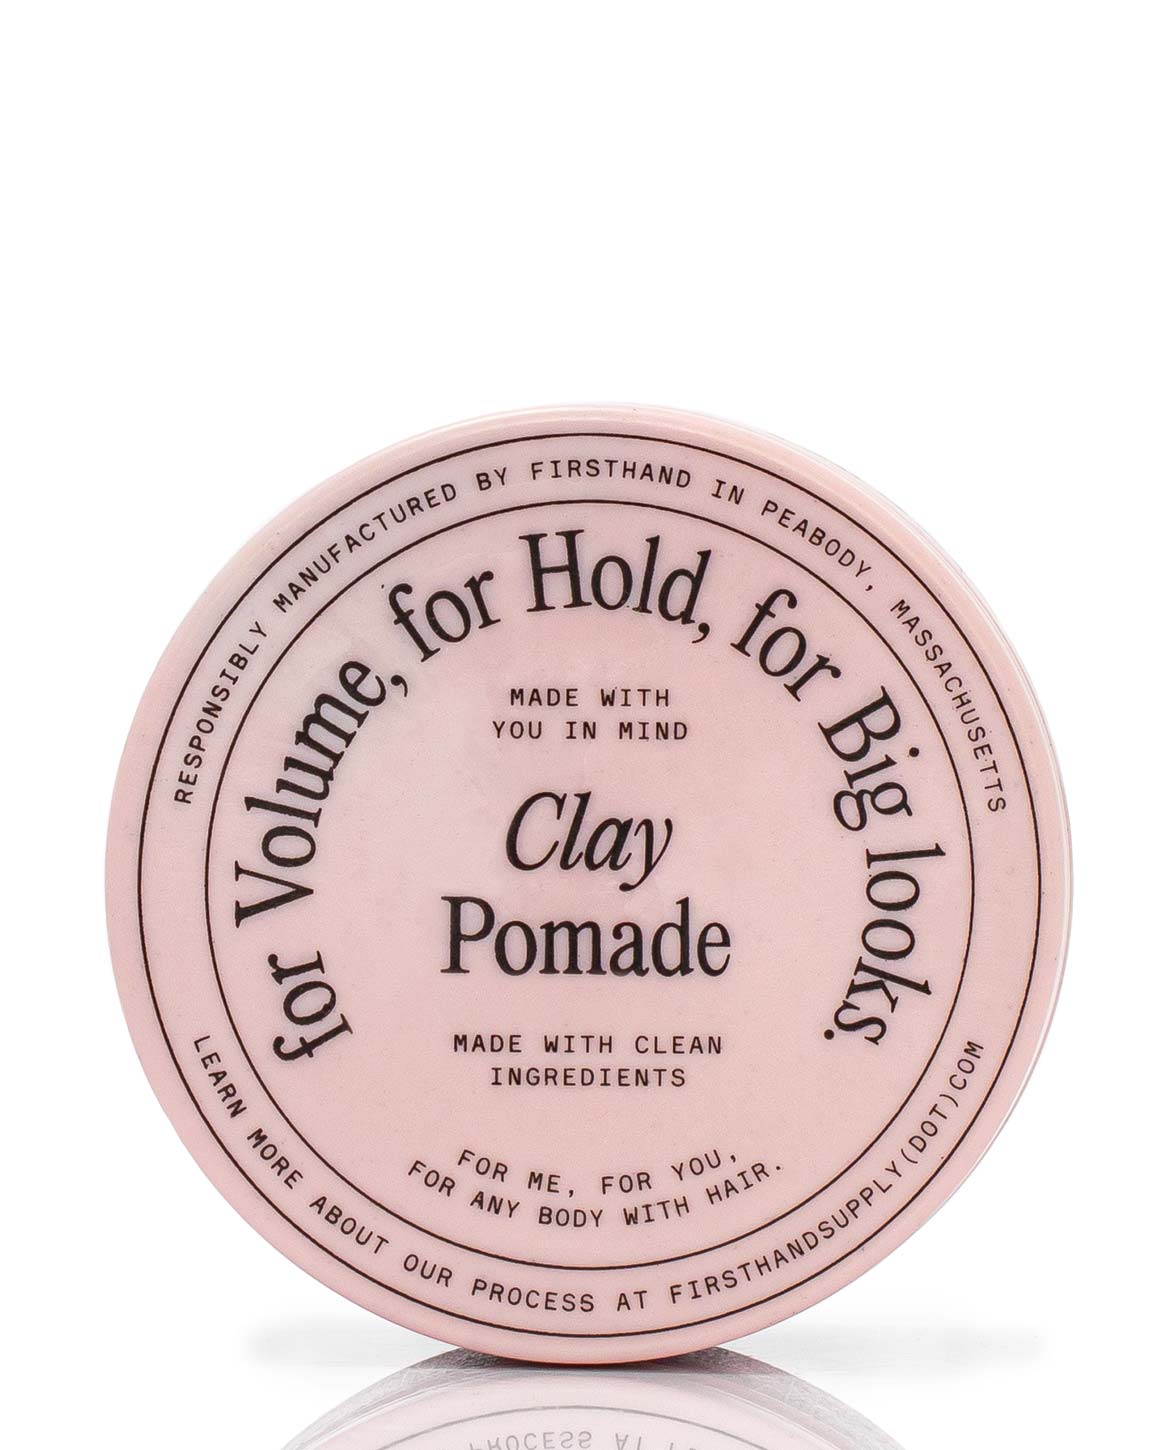 RESPONSIBLY MANUFACTURED BY FIRSTHAND IN PEABODY, MASSACHUSETTS
for Volume, for Hold, for Big looks.
MADE WITH
YOU IN MIND
Clay
Pomade
MADE WITH CLEAN
INGREDIENTS
FOR ME, FOR YOU,
FOR ANY BODY WITH HAIR.
LEARN MORE ABOUT OUR PROCESS AT FIRSTHANDSUPPLY(DOT)COM